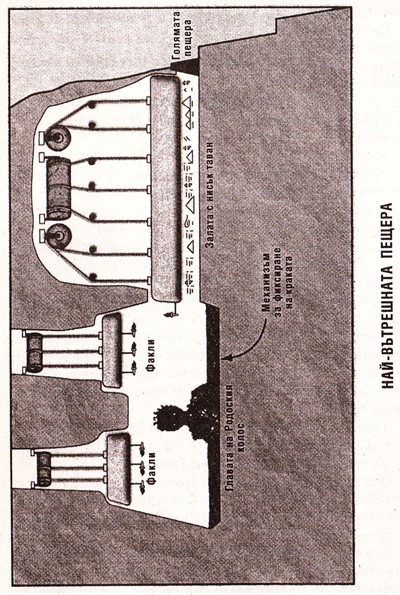 НАЙ-ВЪТРЕШНАТА ПЕЩЕРА
Голямата
пещера
Залата с нисък таван
Механизъм
за фиксиране
на краката
Факли
Факли
Главата на Родоския
колос